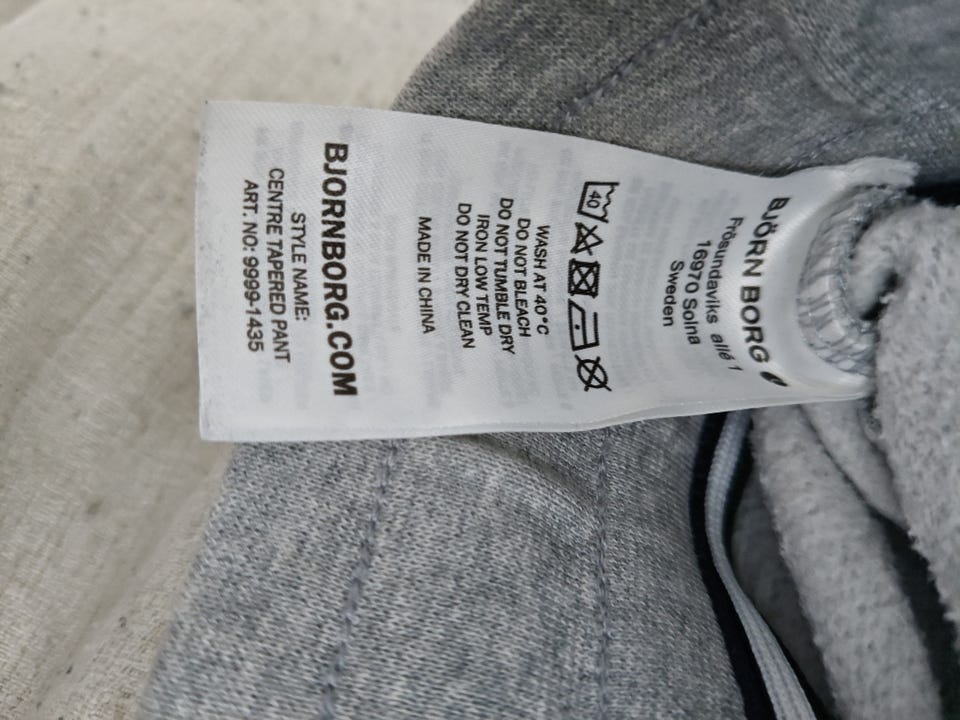 BJÖRN BORG
Frösundaviks allé 1
16970 Solna
Sweden
40
WASH AT 40°C
DO NOT BLEACH
DO NOT TUMBLE DRY
IRON LOW TEMP
DO NOT DRY CLEAN
MADE IN CHINA
BJORNBORG.COM
STYLE NAME:
CENTRE TAPERED PANT
ART. NO: 9999-1435